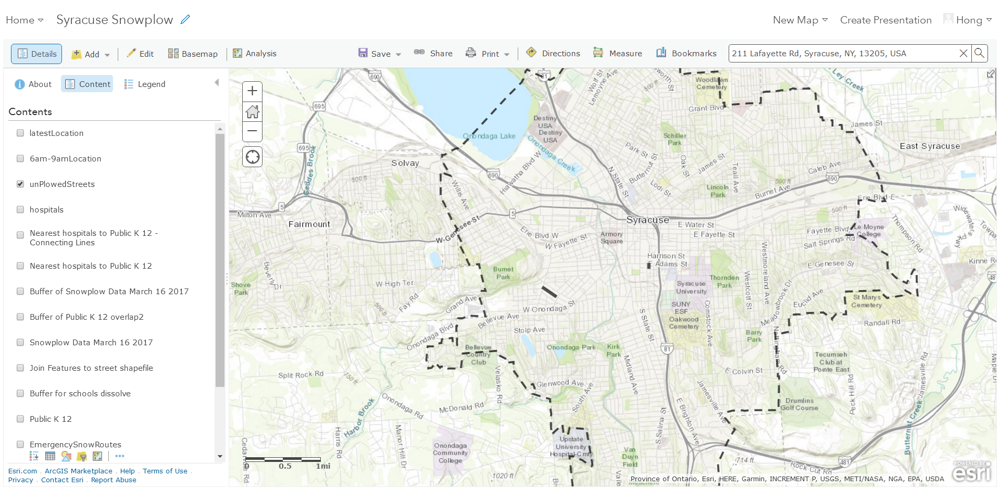 Home
Syracuse Snowplow
New Map
Create Presentation
Hong
Details
Add
Edit
Basemap
Analysis
Save
Share
Print
Directions
Measure
Bookmarks
211 Lafayette Rd, Syracuse, NY, 13205, USA
About
Content
Legend
Contents
latestLocation
6am-9amLocation
unPlowedStreets
hospitals
Nearest hospitals to Public K 12 -
Connecting Lines
Nearest hospitals to Public K 12
Buffer of Snowplow Data March 16 2017
Buffer of Public K 12 overlap2
Snowplow Data March 16 2017
Join Features to street shapefile
Buffer for schools dissolve
Public K 12
EmergencySnowRoutes
Esri.com . ArcGIS Marketplace . Help . Terms of Use .
Privacy . Contact Esri . Report Abuse
690
81
Wolf St
Lemoyne Ave
500 ft
Woodlawn
Cemetery
Ley Creek
695
Grant Blvd
Destiny
USA
Destiny
USA
James St
Onondaga Lake
Schiller
Park
East Syracuse
695
Geddes Brook
Onondaga Creek
Park St
Butternut St
Solvay
Hiawatha Blvd W
Oak St
James St
Teall Ave
Caleb Ave
500 ft
690
N State St
690
500 ft
Willis Ave
Lodi St
Lincoln
Park
Burnet Ave
Erie Blvd E
5
5
500 ft
Milton Ave
Fairmount
W Genesee St
Syracuse
E Water St
E Fayette St
Fayette Blvd
Le Moyne
College
Thompson Rd
Widewater
Pkwy
Erie Blvd W
W Fayette St
Armory
Square
Salt Springs Rd
Harrison St
E Adams St
Westmoreland Ave
E Genesee St
Kinne R
Beverly Dr
Burnet
Park
Shove
Park
W High Ter
Syracuse
University
Thornden
Park
Westcott St
48
Fay Rd
Grand Ave
500 ft
W Onondaga St
SUNY
ESF
Oakwood
Cemetery
Comstock Ave
Meadowbrook Dr
Euclid Ave
St Marys
Cemetery
Bellevue Ave
Stolp Ave
S State St
Randall Rd
Onondaga Blvd
Barry
Park
Nottingham Rd
Bellevue
Country
Club
Onondaga Park
Kirk
Park
81
Tecumseh
Club at
Pointe East
Split Rock Rd
750 ft
Velasko Rd
Midland Ave
E Colvin St
Jamesville Rd
Glenwood Ave
South Ave
Jamesville Ave
Peck Hill Rd
Onondaga Rd
McDonald Rd
E Brighton Ave
Drumlins
Golf Course
Harbor Brook
S Salina St
Butternut Creek
Harris Rd
Manor Hill Dr
Onondaga
Community
College
Upstate
University
Hospital-Cmty
Van
Duyn
Field
714 ft
Rock Cut Rd
481
1020 ft
0
0.5
1mi
Province of Ontario, Esri, HERE, Garmin, INCREMENT P, USGS, METI/NASA, NGA, EPA, USDA
POWERED BY
esri